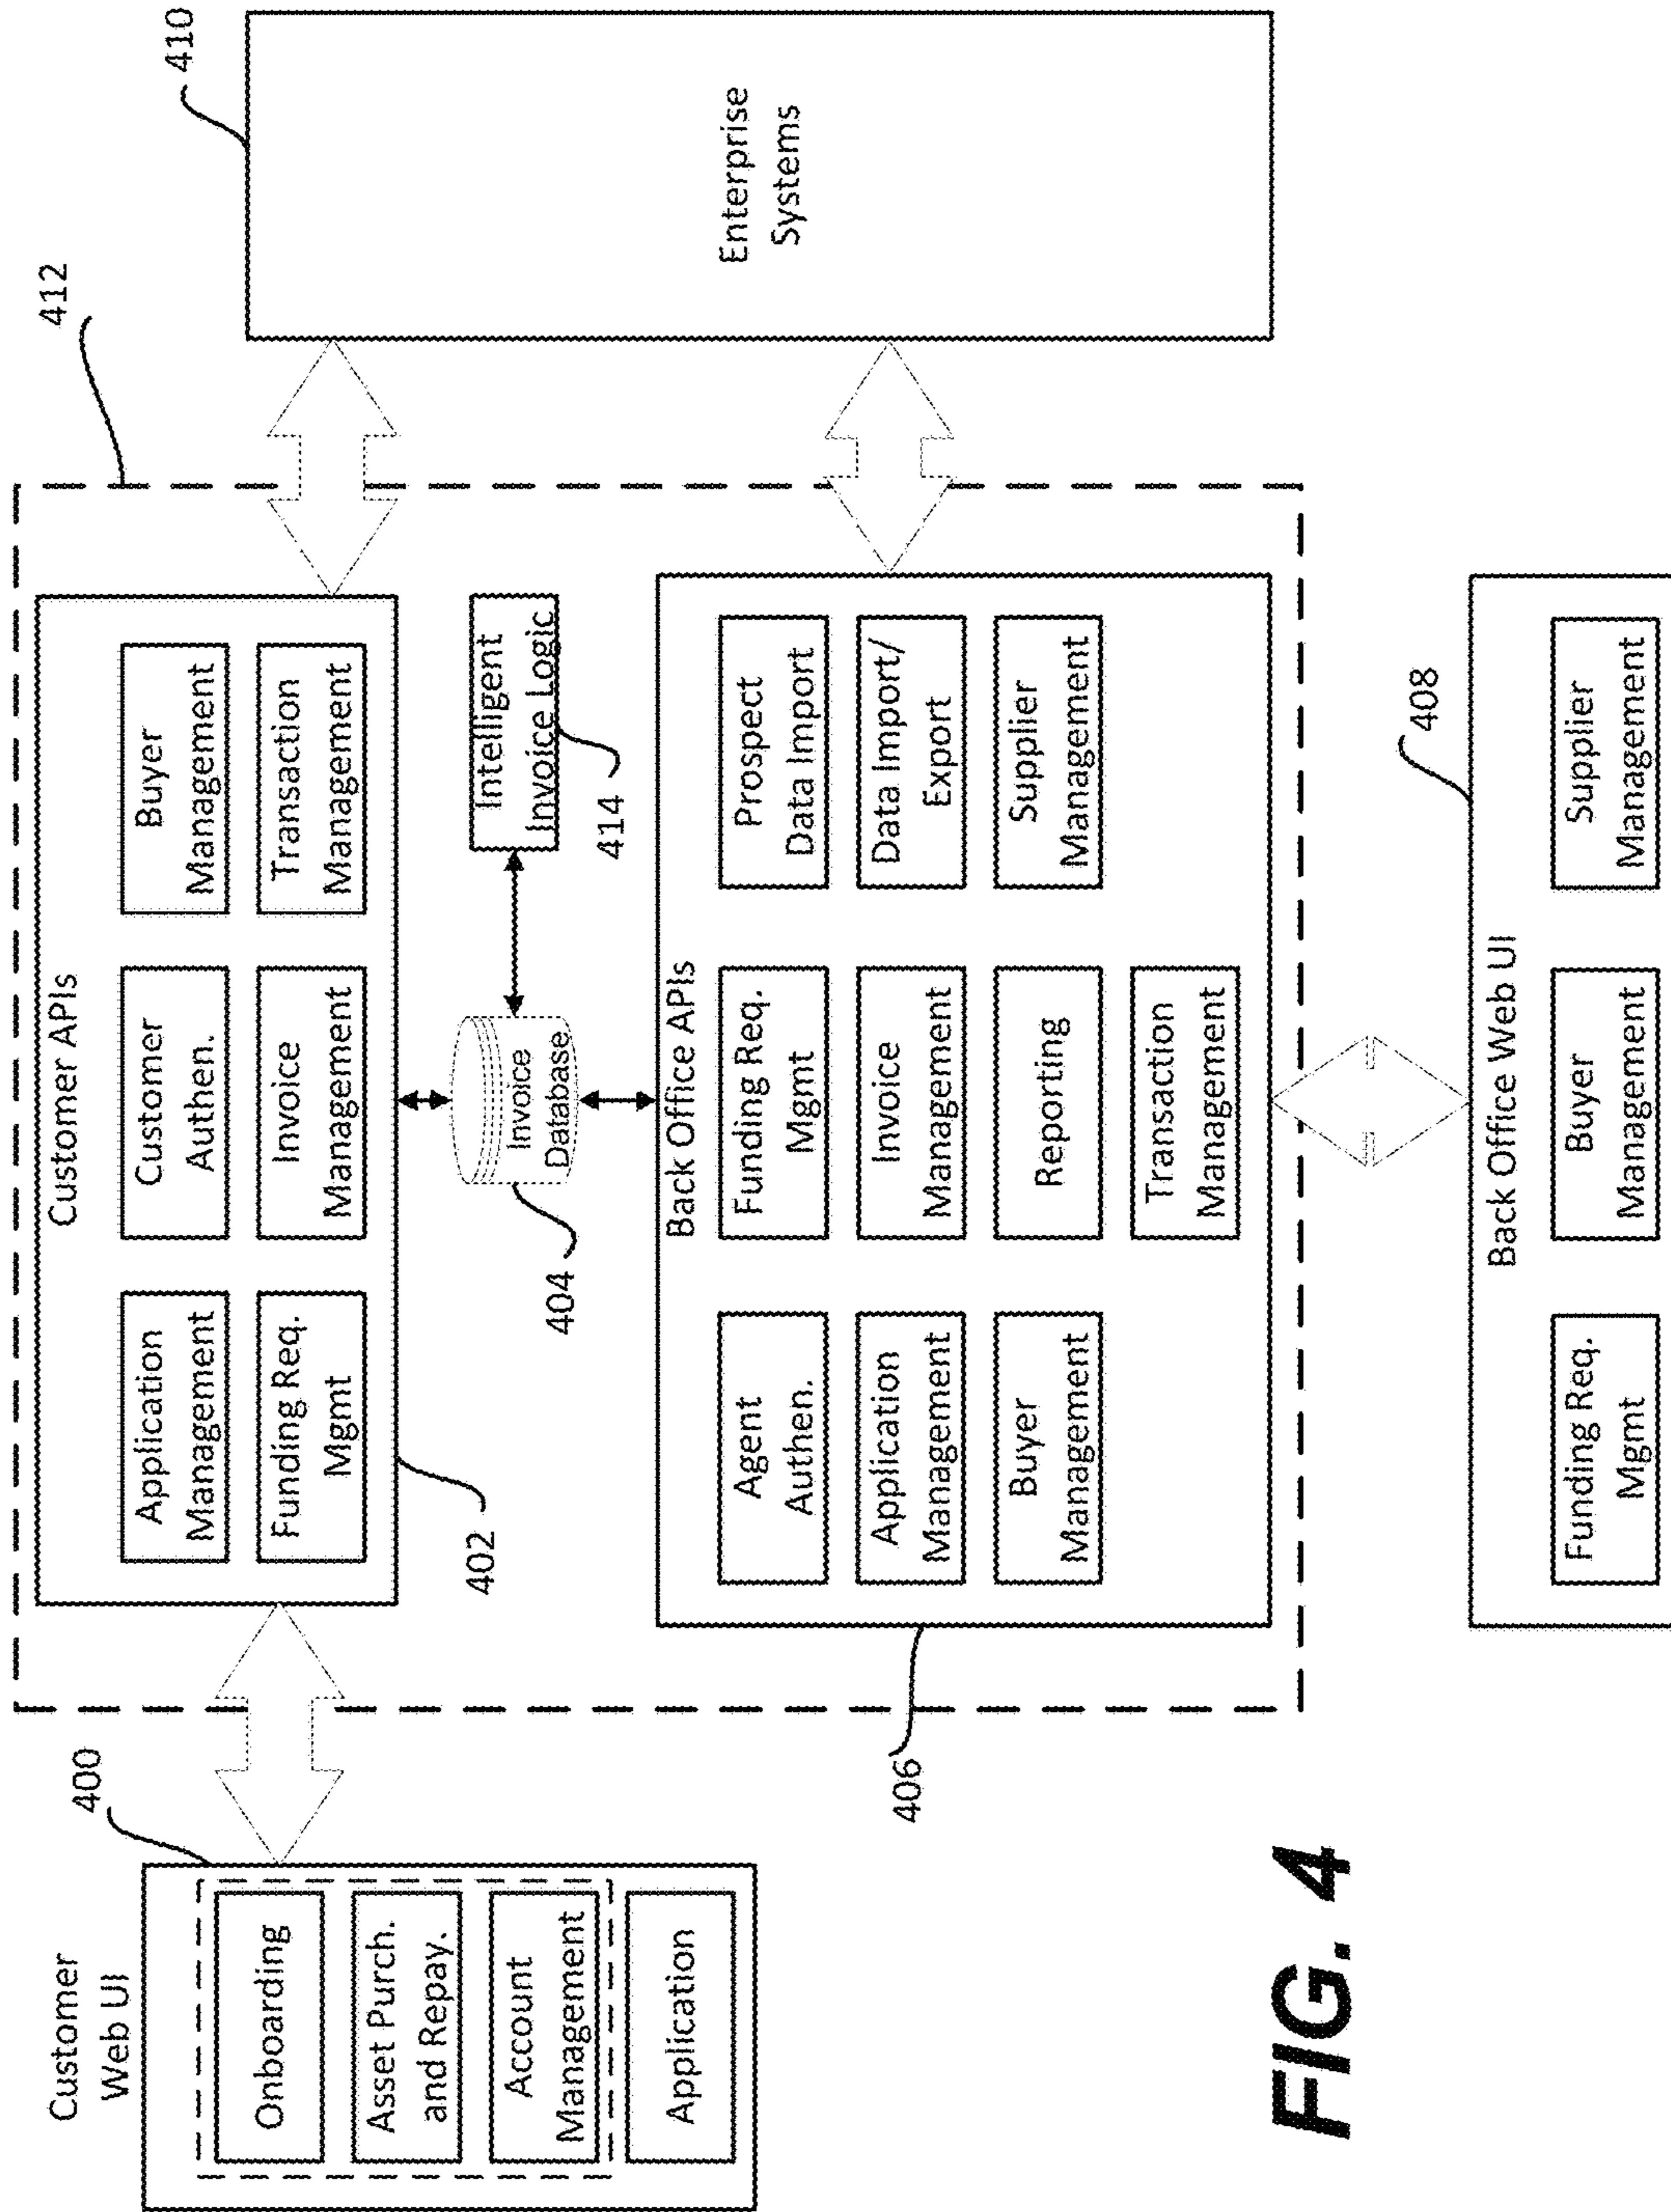 Customer
Web UI
400
Onboarding
Asset Purch.
and Repay.
Account
Management
Application
412
Customer APIs
Application
Management
Customer
Authen.
Buyer
Management
Funding Req.
Mgmt
Invoice
Management
Transaction
Management
402
404
Invoice
Database
Intelligent
Invoice Logic
414
Back Office APIs
Agent
Authen.
Funding Req.
Mgmt
Prospect
Data Import
Application
Management
Invoice
Management
Data Import/
Export
Buyer
Management
Reporting
Supplier
Management
Transaction
Management
406
410
Enterprise
Systems
408
Back Office Web UI
Funding Req.
Mgmt
Buyer
Management
Supplier
Management
FIG. 4